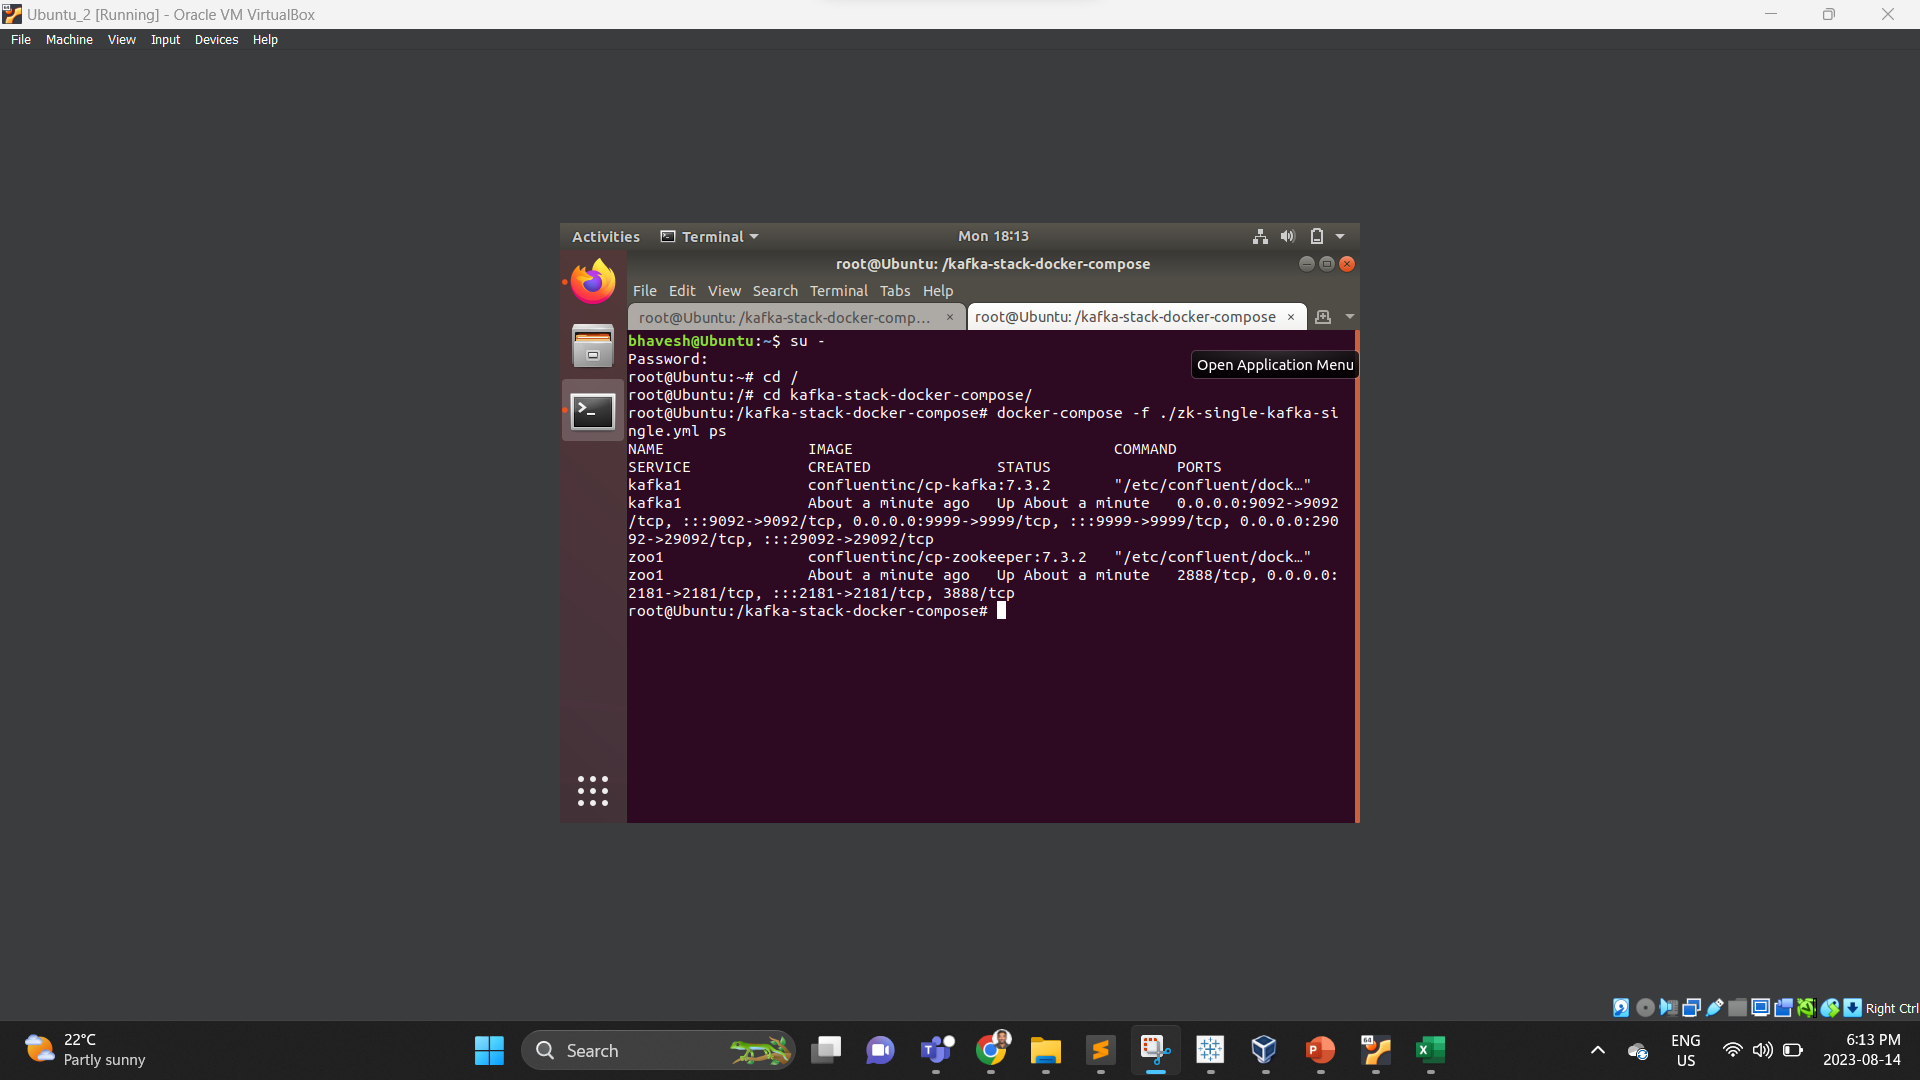 Ubuntu_2 [Running] - Oracle VM VirtualBox
File Machine View Input Devices Help
Activities Terminal Mon 18:13
root@Ubuntu: /kafka-stack-docker-compose
File Edit View Search Terminal Tabs Help
root@Ubuntu: /kafka-stack-docker-comp... × root@Ubuntu: /kafka-stack-docker-compose ×
bhavesh@Ubuntu:~$ su -
Password:
Open Application Menu
root@Ubuntu:~# cd /
root@Ubuntu:/# cd kafka-stack-docker-compose/
root@Ubuntu:/kafka-stack-docker-compose# docker-compose -f ./zk-single-kafka-si
ngle.yml ps
NAME IMAGE COMMAND
SERVICE CREATED STATUS PORTS
kafka1 confluentinc/cp-kafka:7.3.2 "/etc/confluent/dock…"
kafka1 About a minute ago Up About a minute 0.0.0.0:9092->9092
/tcp, :::9092->9092/tcp, 0.0.0.0:9999->9999/tcp, :::9999->9999/tcp, 0.0.0.0:290
92->29092/tcp, :::29092->29092/tcp
zoo1 confluentinc/cp-zookeeper:7.3.2 "/etc/confluent/dock…"
zoo1 About a minute ago Up About a minute 2888/tcp, 0.0.0.0:
2181->2181/tcp, :::2181->2181/tcp, 3888/tcp
root@Ubuntu:/kafka-stack-docker-compose#
Right Ctrl
22°C
Partly sunny
Search
ENG
US
6:13 PM
2023-08-14